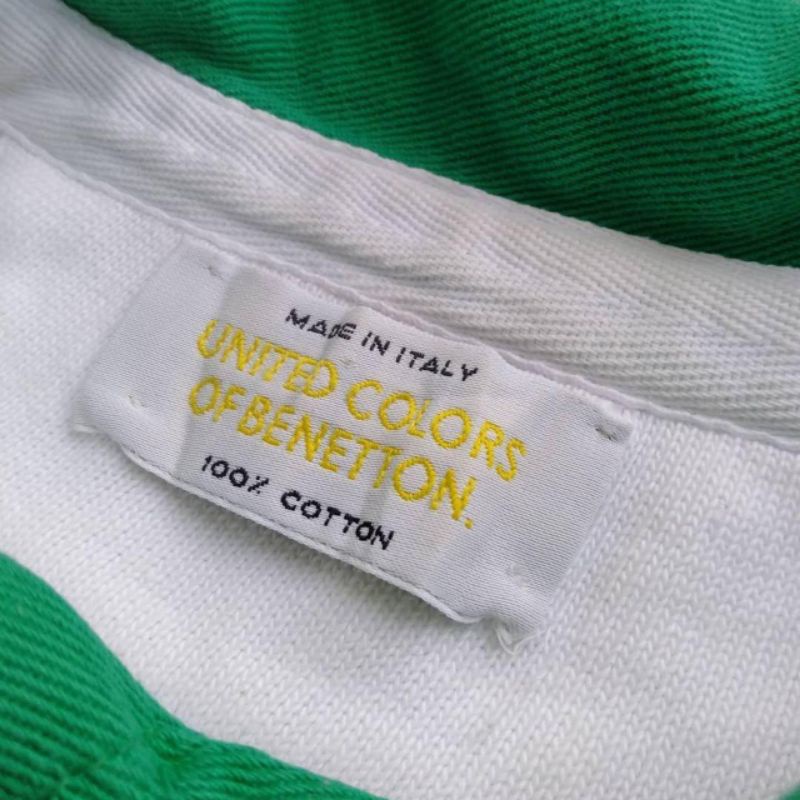 MADE IN ITALY
UNITED COLORS
OF BENETTON.
100% COTTON